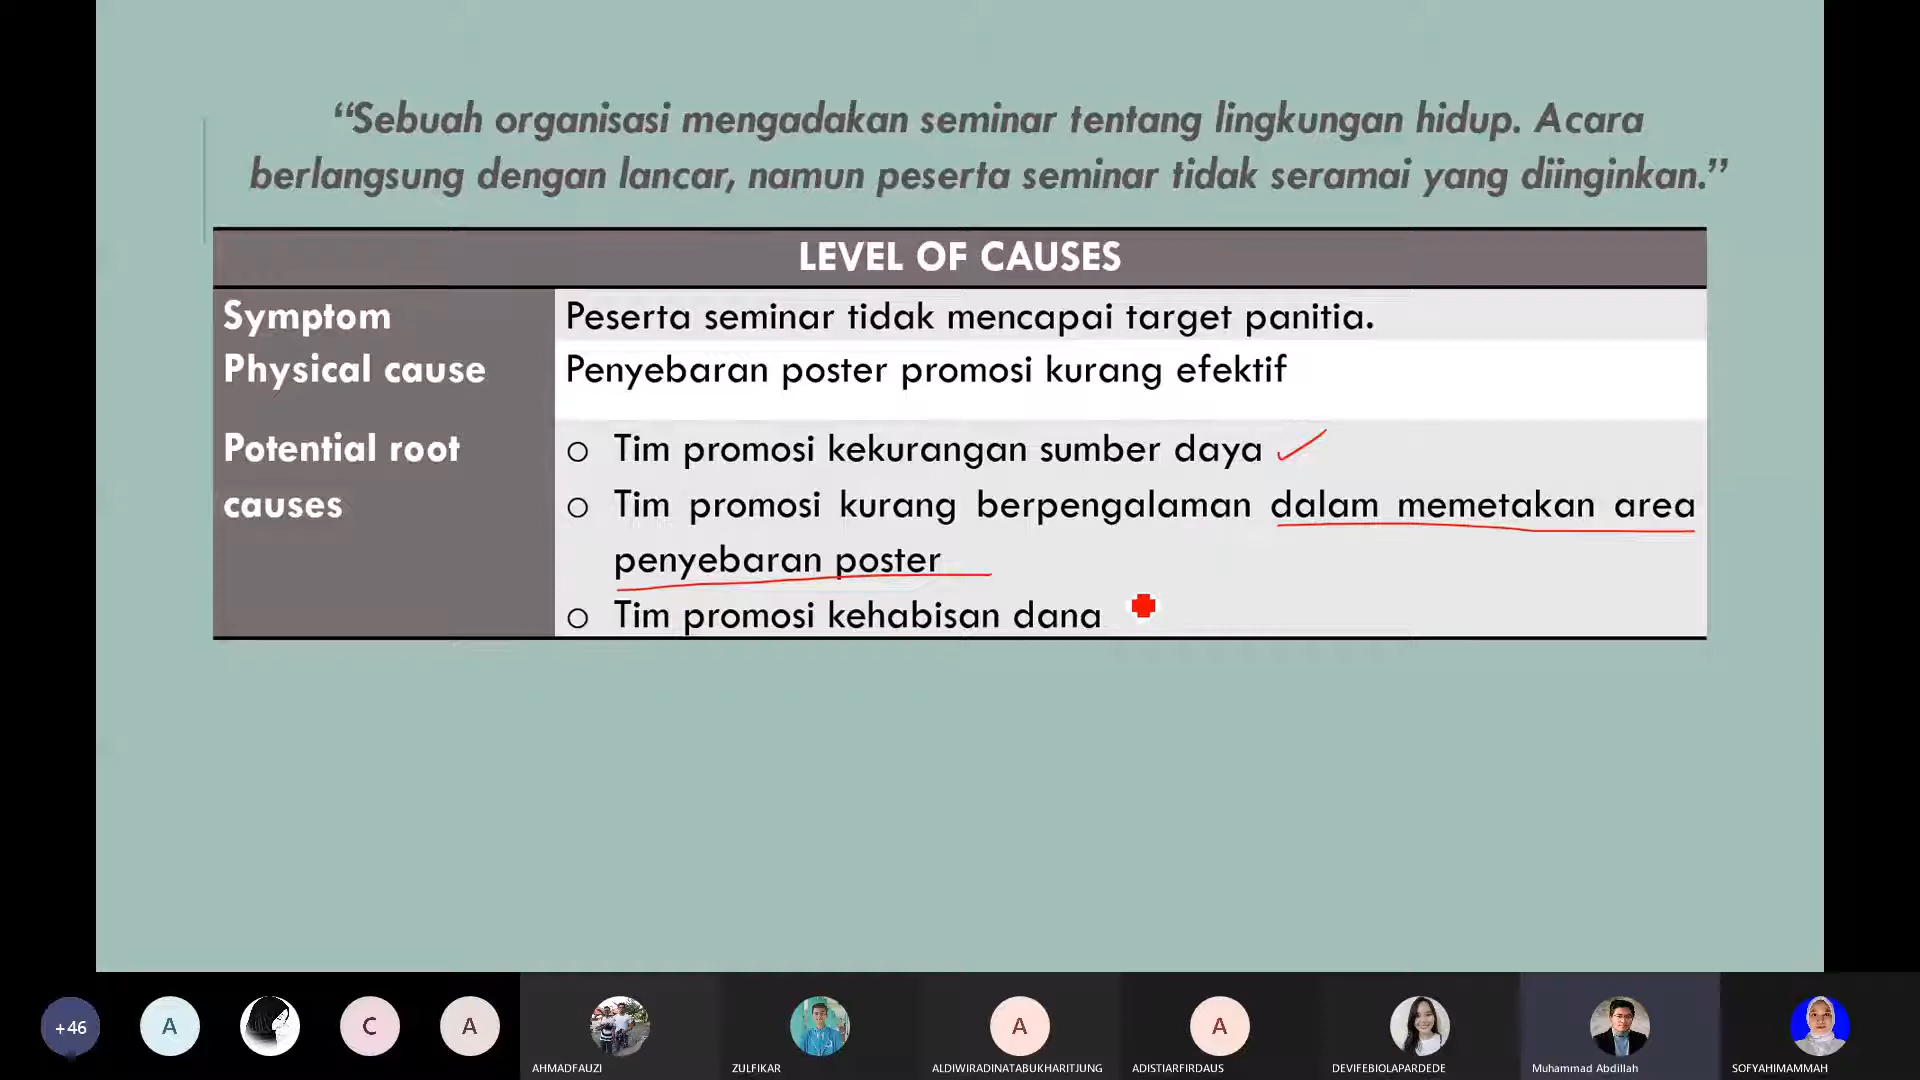 “Sebuah organisasi mengadakan seminar tentang lingkungan hidup. Acara
berlangsung dengan lancar, namun peserta seminar tidak seramai yang diinginkan.”
LEVEL OF CAUSES
Symptom
Peserta seminar tidak mencapai target panitia.
Physical cause
Penyebaran poster promosi kurang efektif
Potential root
causes
o Tim promosi kekurangan sumber daya
o Tim promosi kurang berpengalaman dalam memetakan area
penyebaran poster
o Tim promosi kehabisan dana
+46
A
C
A
AHMADFAUZI
ZULFIKAR
A
ALDIWIRADINATABUKHARITJUNG
A
ADISTIARFIRDAUS
DEVIFEBIOLAPARDEDE
Muhammad Abdillah
SOFYAHIMAMMAH